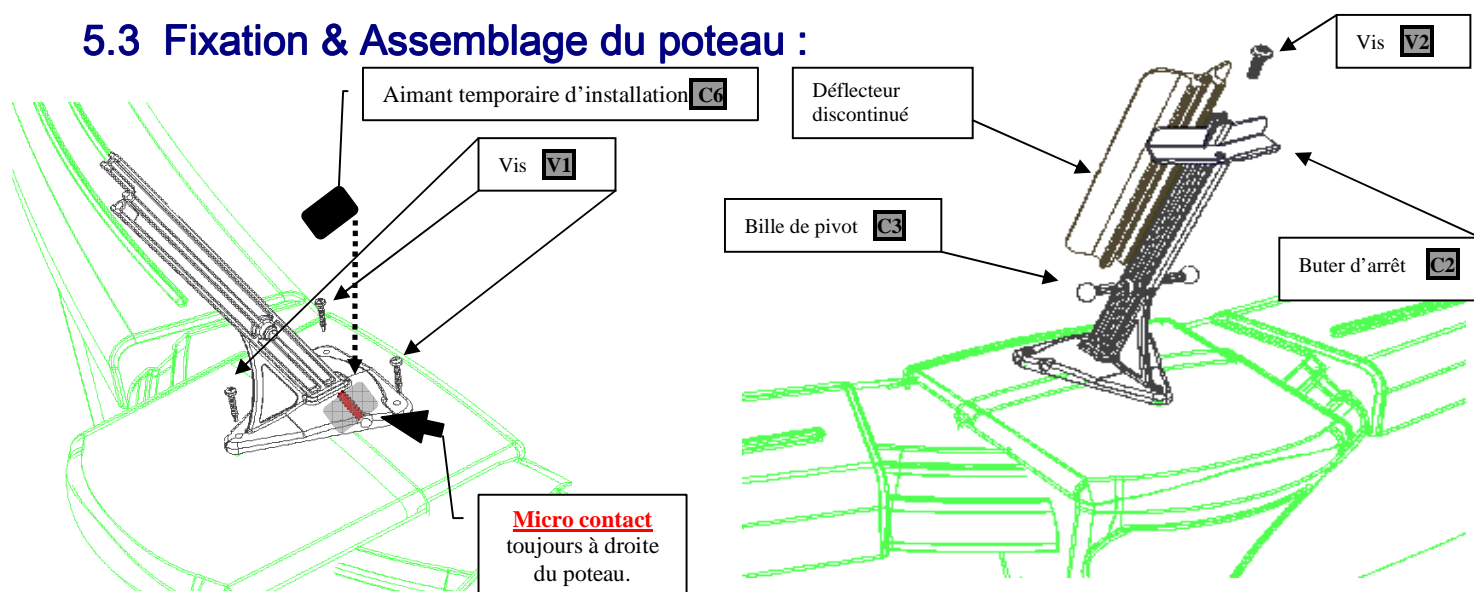 5.3 Fixation & Assemblage du poteau :
Aimant temporaire d'installation C6
Vis V1
Micro contact
toujours à droite
du poteau.
Vis V2
Déflecteur
discontinué
Bille de pivot C3
Buter d'arrêt C2